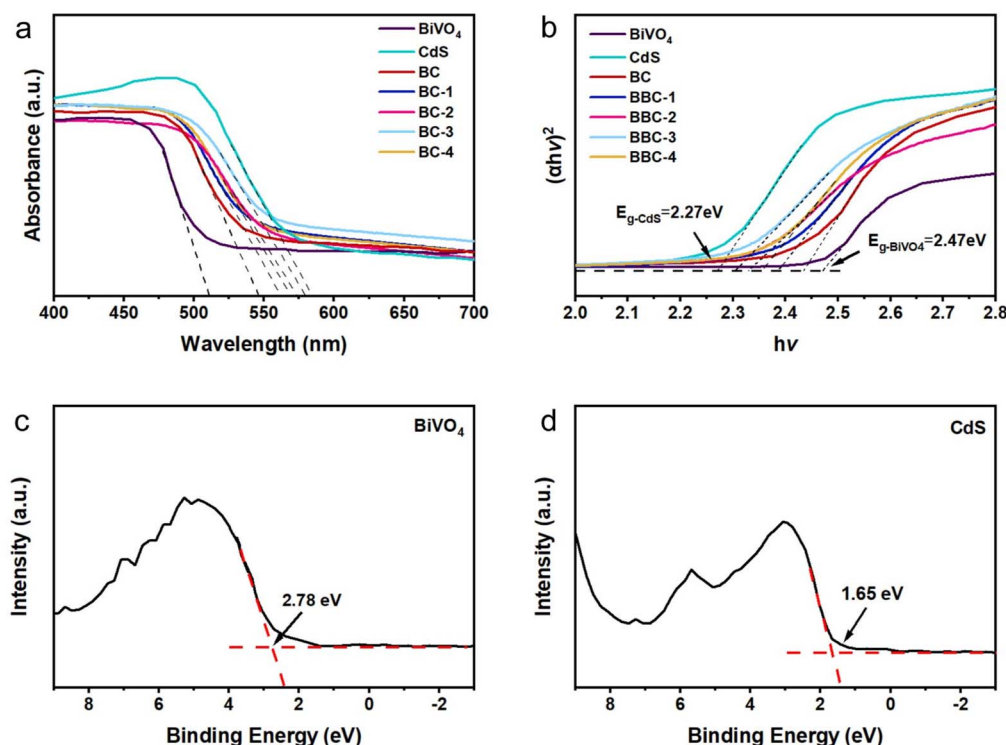 a
Absorbance (a.u.)
BiVO4
CdS
BC
BC-1
BC-2
BC-3
BC-4
400 450 500 550 600 650 700
Wavelength (nm)
b
(αhν)²
BiVO4
CdS
BC
BBC-1
BBC-2
BBC-3
BBC-4
Eg-CdS=2.27eV
Eg-BiVO4=2.47eV
2.0 2.1 2.2 2.3 2.4 2.5 2.6 2.7 2.8
hν
c
BiVO4
Intensity (a.u.)
2.78 eV
8 6 4 2 0 -2
Binding Energy (eV)
d
CdS
Intensity (a.u.)
1.65 eV
8 6 4 2 0 -2
Binding Energy (eV)